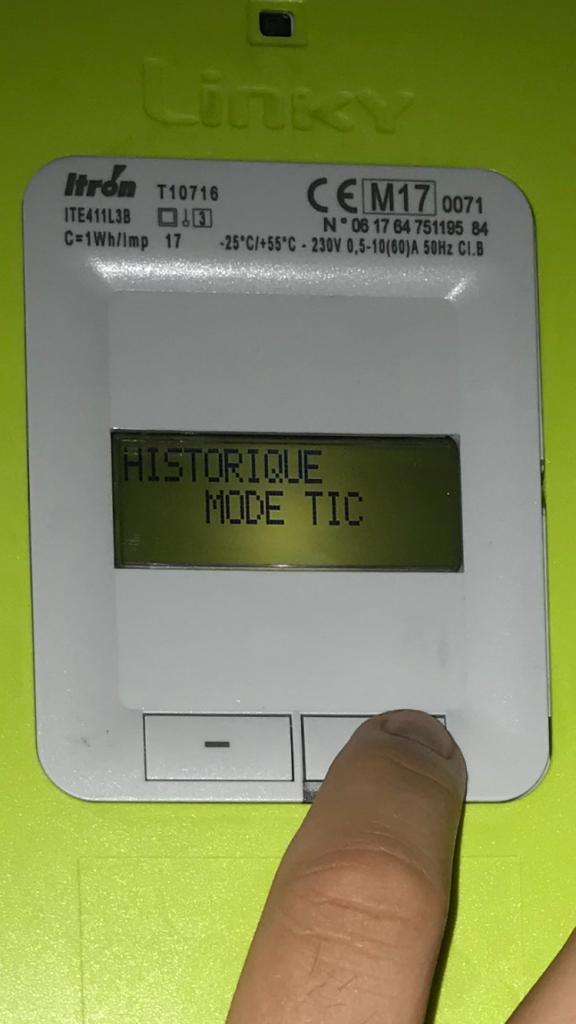 Linky
Itron T10716
ITE411L3B 3
C=1Wh/Imp 17
CE M17 0071
N° 06 17 64 751195 84
-25°C/+55°C - 230V 0,5-10(60)A 50Hz Cl.B
HISTORIQUE
MODE TIC
-